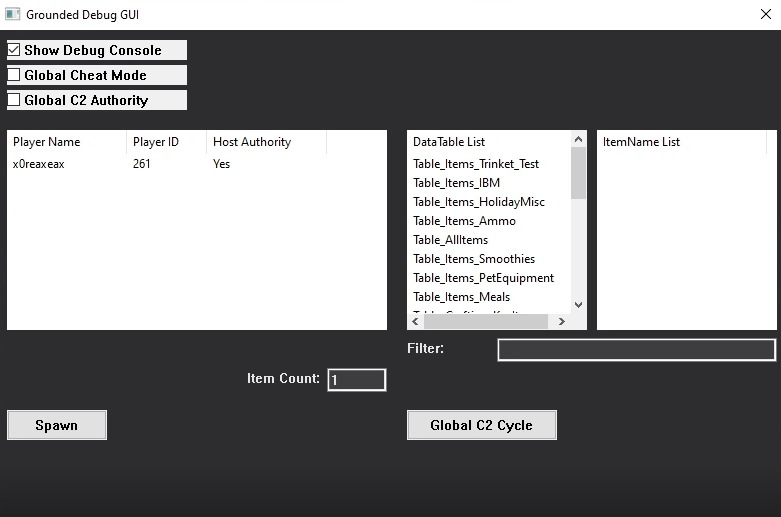 Grounded Debug GUI
Show Debug Console
Global Cheat Mode
Global C2 Authority
Player Name Player ID Host Authority
x0reaxeax 261 Yes
DataTable List
Table_Items_Trinket_Test
Table_Items_IBM
Table_Items_HolidayMisc
Table_Items_Ammo
Table_AllItems
Table_Items_Smoothies
Table_Items_PetEquipment
Table_Items_Meals
ItemName List
Filter:
Item Count: 1
Spawn
Global C2 Cycle